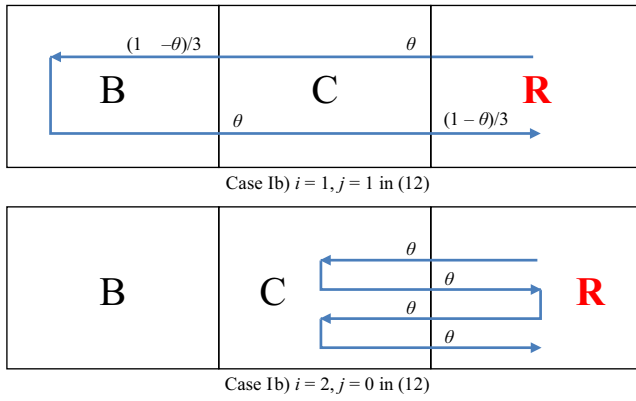 (1 –θ)/3 θ
B C R
θ (1 – θ)/3
Case Ib) i = 1, j = 1 in (12)
θ
B C θ R
θ
θ
Case Ib) i = 2, j = 0 in (12)